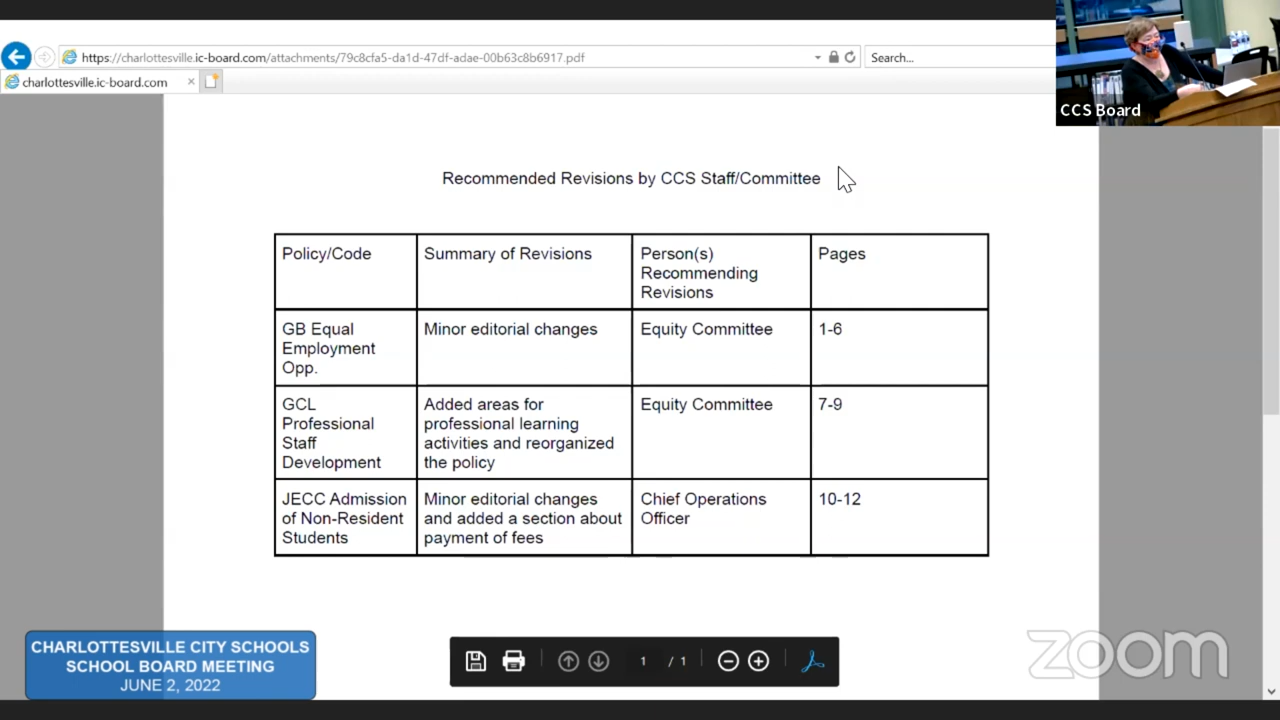 https://charlottesville.ic-board.com/attachments/79c8cfa5-da1d-47df-adae-00b63c8b6917.pdf
Search...
charlottesville.ic-board.com
CCS Board
Recommended Revisions by CCS Staff/Committee
Policy/Code
Summary of Revisions
Person(s)
Recommending
Revisions
Pages
GB Equal
Employment
Opp.
Minor editorial changes
Equity Committee
1-6
GCL
Professional
Staff
Development
Added areas for
professional learning
activities and reorganized
the policy
Equity Committee
7-9
JECC Admission
of Non-Resident
Students
Minor editorial changes
and added a section about
payment of fees
Chief Operations
Officer
10-12
CHARLOTTESVILLE CITY SCHOOLS
SCHOOL BOARD MEETING
JUNE 2, 2022
1 / 1
zoom